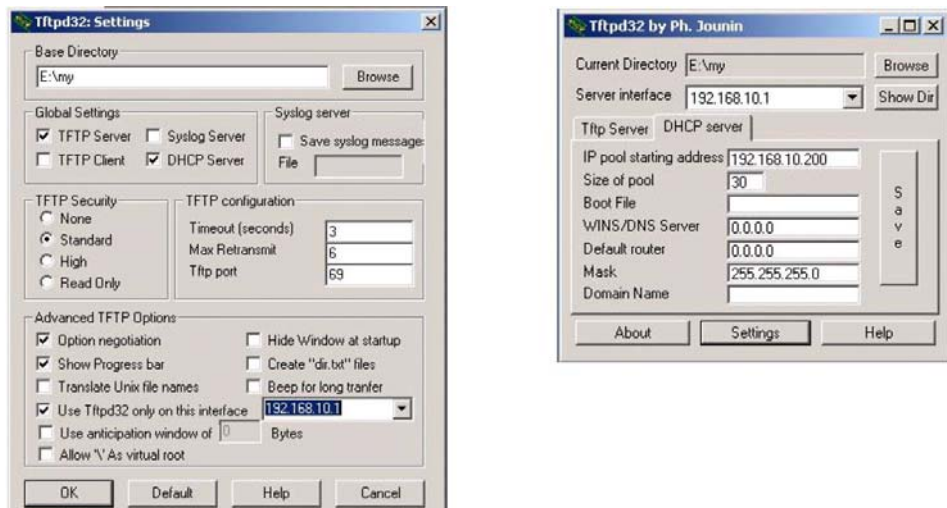 Tftpd32: Settings
Base Directory
E:\my
Browse
Global Settings
TFTP Server
Syslog Server
TFTP Client
DHCP Server
Syslog server
Save syslog message
File
TFTP Security
None
Standard
High
Read Only
TFTP configuration
Timeout (seconds) 3
Max Retransmit 6
Tftp port 69
Advanced TFTP Options
Option negotiation
Hide Window at startup
Show Progress bar
Create "dir.txt" files
Translate Unix file names
Beep for long tranfer
Use Tftpd32 only on this interface 192.168.10.1
Use anticipation window of 0 Bytes
Allow '\' As virtual root
OK
Default
Help
Cancel
Tftpd32 by Ph. Jounin
Current Directory E:\my
Browse
Server interface 192.168.10.1
Show Dir
Tftp Server
DHCP server
IP pool starting address 192.168.10.200
Size of pool 30
Boot File
WINS/DNS Server 0.0.0.0
Default router 0.0.0.0
Mask 255.255.255.0
Domain Name
Save
About
Settings
Help